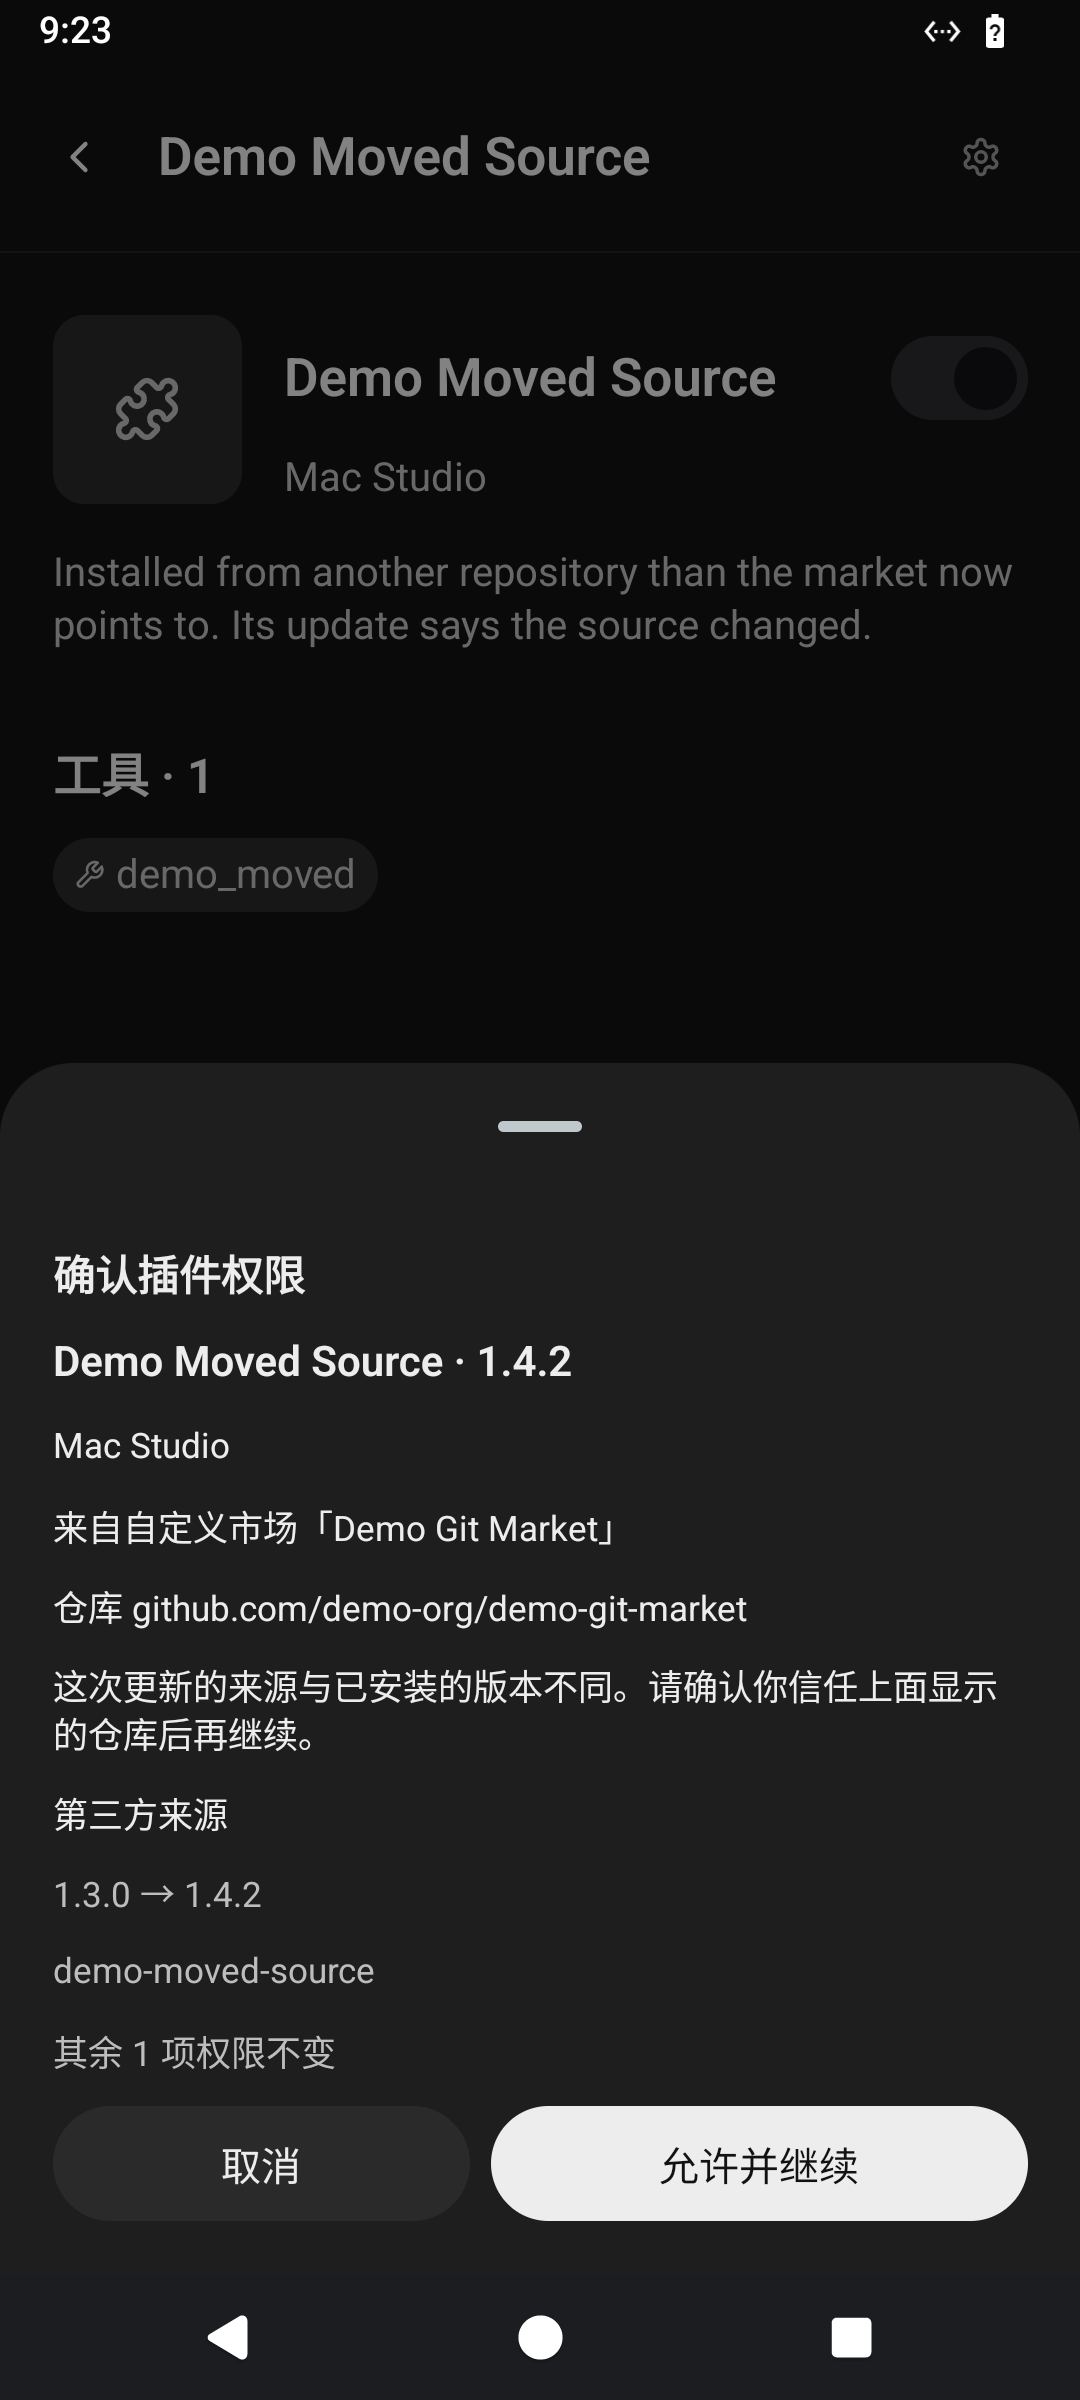 9:23
Demo Moved Source
Demo Moved Source
Mac Studio
Installed from another repository than the market now
points to. Its update says the source changed.
工具 · 1
demo_moved
确认插件权限
Demo Moved Source · 1.4.2
Mac Studio
来自自定义市场「Demo Git Market」
仓库 github.com/demo-org/demo-git-market
这次更新的来源与已安装的版本不同。请确认你信任上面显示
的仓库后再继续。
第三方来源
1.3.0 → 1.4.2
demo-moved-source
其余 1 项权限不变
取消
允许并继续